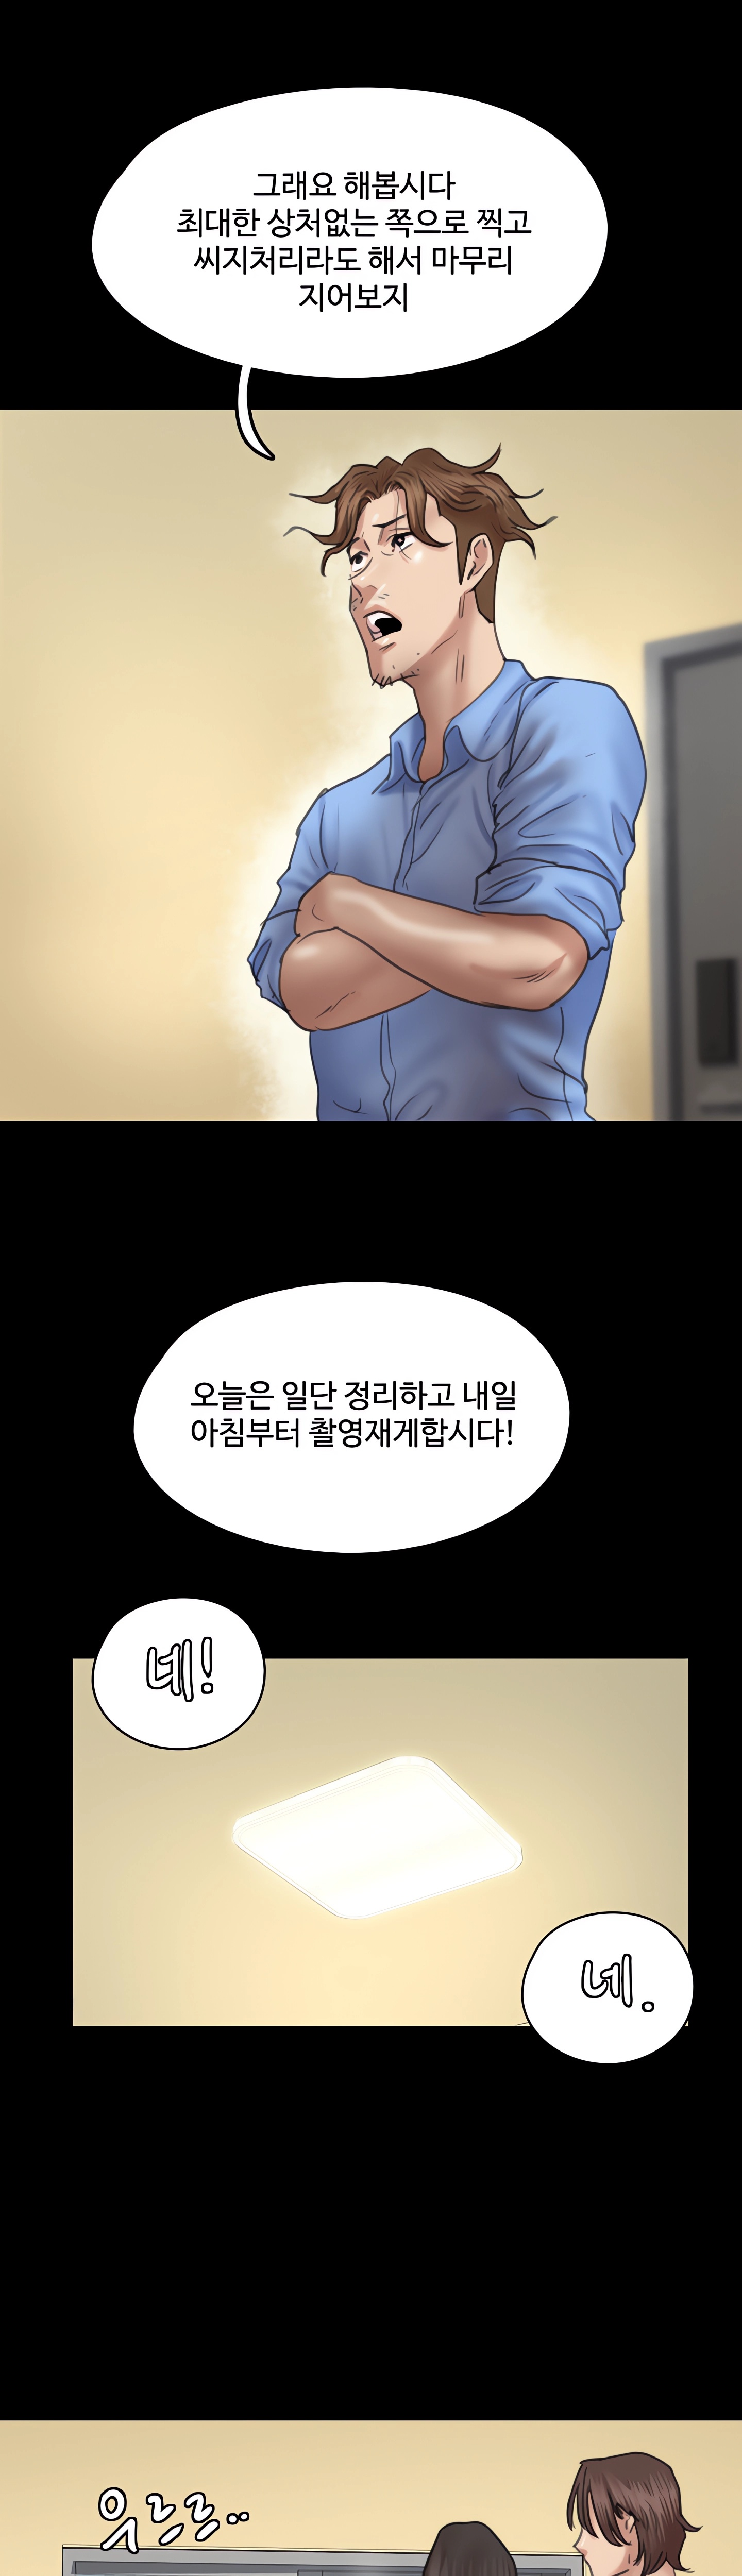 그래요 해봅시다
최대한 상처없는 쪽으로 찍고
씨지처리라도 해서 마무리
지어보지
오늘은 일단 정리하고 내일
아침부터 촬영재게합시다!
네!
네.
우르르..